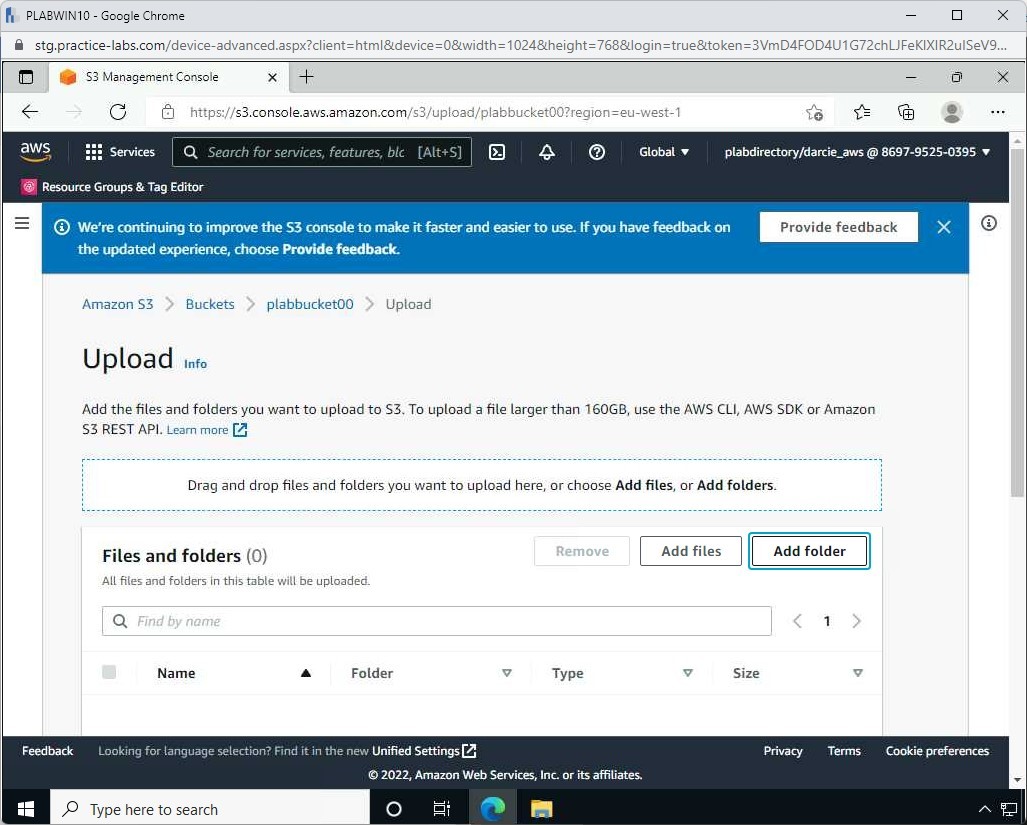 PLABWIN10 - Google Chrome
stg.practice-labs.com/device-advanced.aspx?client=html&device=0&width=1024&height=768&login=true&token=3VmD4FOD4U1G72chLJFeKIXIR2uISeV9...
S3 Management Console
https://s3.console.aws.amazon.com/s3/upload/plabbucket00?region=eu-west-1
aws
Services
Search for services, features, blc [Alt+S]
Global
plabdirectory/darcie_aws @ 8697-9525-0395
Resource Groups & Tag Editor
We're continuing to improve the S3 console to make it faster and easier to use. If you have feedback on
the updated experience, choose Provide feedback.
Provide feedback
Amazon S3 > Buckets > plabbucket00 > Upload
Upload Info
Add the files and folders you want to upload to S3. To upload a file larger than 160GB, use the AWS CLI, AWS SDK or Amazon
S3 REST API. Learn more
Drag and drop files and folders you want to upload here, or choose Add files, or Add folders.
Files and folders (0)
Remove
Add files
Add folder
All files and folders in this table will be uploaded.
Find by name
1
Name Folder Type Size
Feedback Looking for language selection? Find it in the new Unified Settings Privacy Terms Cookie preferences
© 2022, Amazon Web Services, Inc. or its affiliates.
Type here to search